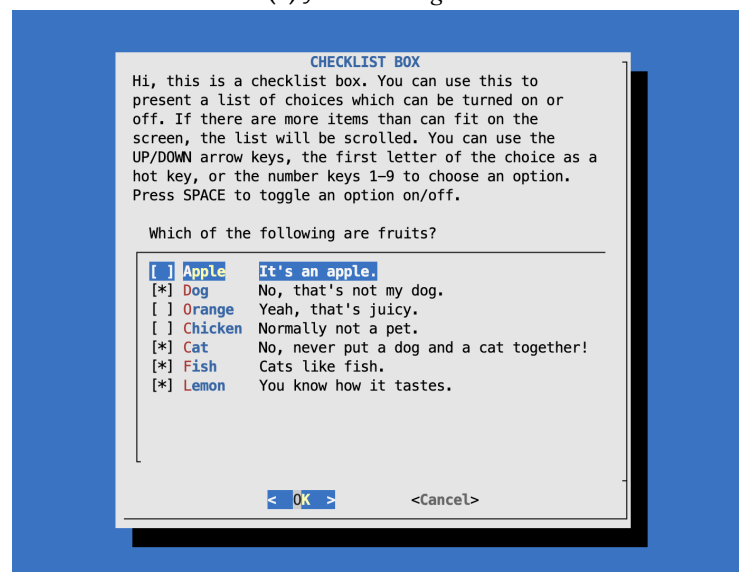 CHECKLIST BOX
Hi, this is a checklist box. You can use this to
present a list of choices which can be turned on or
off. If there are more items than can fit on the
screen, the list will be scrolled. You can use the
UP/DOWN arrow keys, the first letter of the choice as a
hot key, or the number keys 1-9 to choose an option.
Press SPACE to toggle an option on/off.
Which of the following are fruits?
[ ] Apple It's an apple.
[*] Dog No, that's not my dog.
[ ] Orange Yeah, that's juicy.
[ ] Chicken Normally not a pet.
[*] Cat No, never put a dog and a cat together!
[*] Fish Cats like fish.
[*] Lemon You know how it tastes.
< OK > <Cancel>